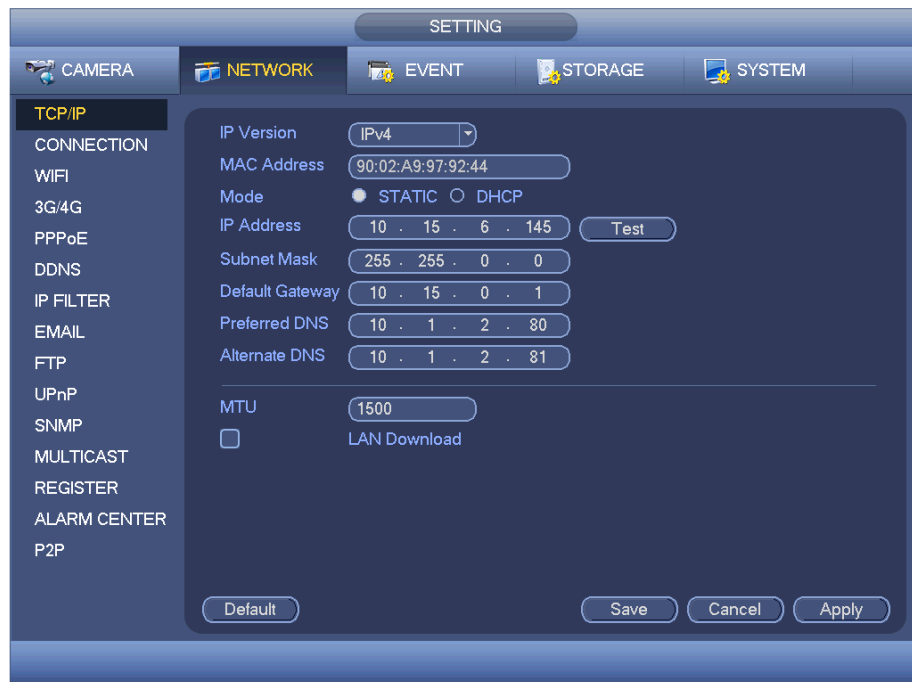 SETTING
CAMERA NETWORK EVENT STORAGE SYSTEM
TCP/IP
CONNECTION
WIFI
3G/4G
PPPoE
DDNS
IP FILTER
EMAIL
FTP
UPnP
SNMP
MULTICAST
REGISTER
ALARM CENTER
P2P
IP Version IPv4
MAC Address 90:02:A9:97:92:44
Mode STATIC DHCP
IP Address 10 . 15 . 6 . 145 Test
Subnet Mask 255 . 255 . 0 . 0
Default Gateway 10 . 15 . 0 . 1
Preferred DNS 10 . 1 . 2 . 80
Alternate DNS 10 . 1 . 2 . 81
MTU 1500
LAN Download
Default Save Cancel Apply